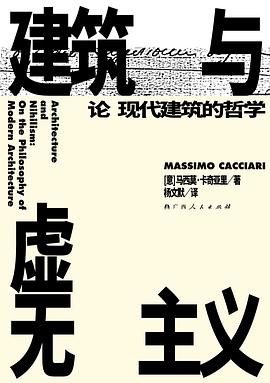 建筑与
论 现代建筑的哲学
Architecture
and
Nihilism:
On the Philosophy of
Modern Architecture
MASSIMO CACCIARI
[意]马西莫·卡奇亚里/著
杨文默/译
广西人民出版社
虚
无 主义